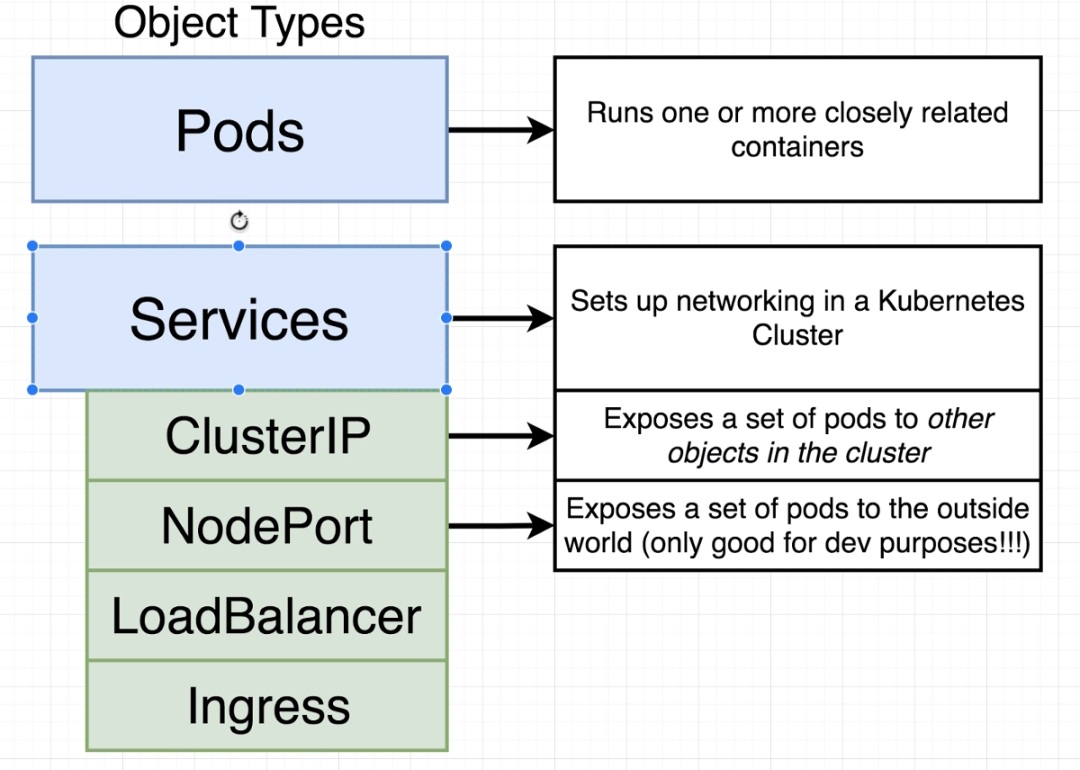 Object Types
Pods
Runs one or more closely related
containers
Services
Sets up networking in a Kubernetes
Cluster
ClusterIP
Exposes a set of pods to other
objects in the cluster
NodePort
Exposes a set of pods to the outside
world (only good for dev purposes!!!)
LoadBalancer
Ingress